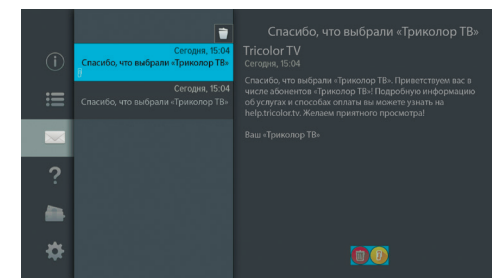 Сегодня, 15:04
Спасибо, что выбрали «Триколор ТВ»
Сегодня, 15:04
Спасибо, что выбрали «Триколор ТВ»
Спасибо, что выбрали «Триколор ТВ»
Tricolor TV
Сегодня, 15:04
Спасибо, что выбрали «Триколор ТВ». Приветствуем вас в
числе абонентов «Триколор ТВ»! Подробную информацию
об услугах и способах оплаты вы можете узнать на
help.tricolor.tv. Желаем приятного просмотра!
Ваш «Триколор ТВ»